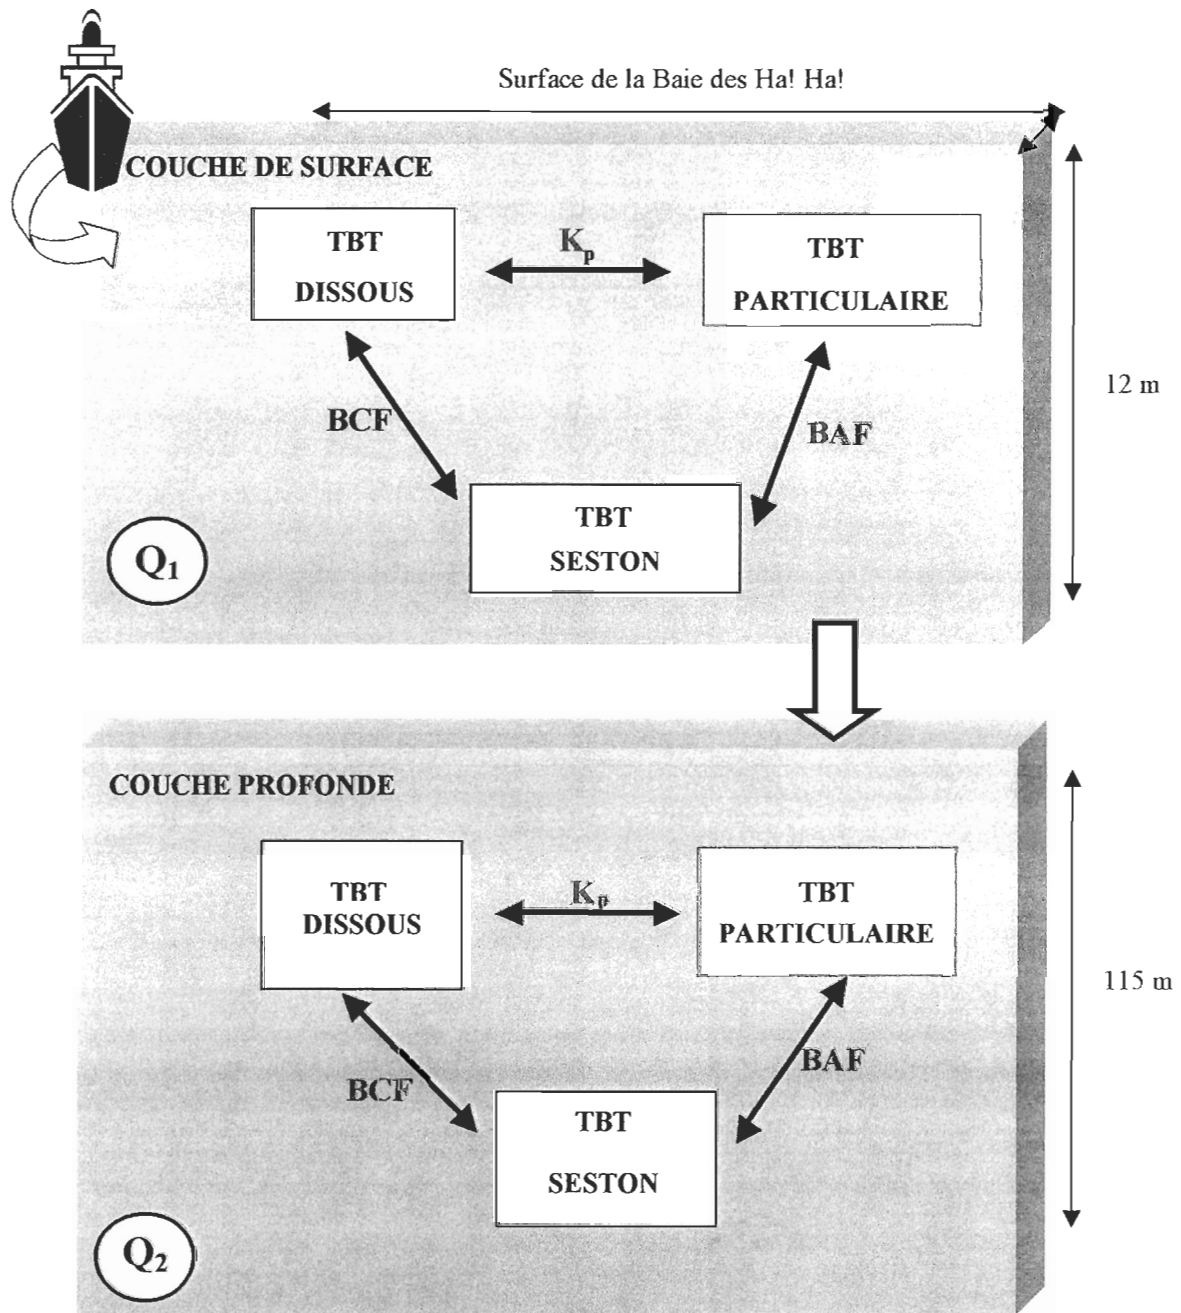 Surface de la Baie des Ha! Ha!
COUCHE DE SURFACE
TBT
DISSOUS
Kp
TBT
PARTICULAIRE
12 m
BCF
BAF
TBT
SESTON
Q1
COUCHE PROFONDE
TBT
DISSOUS
Kp
TBT
PARTICULAIRE
115 m
BCF
BAF
TBT
SESTON
Q2